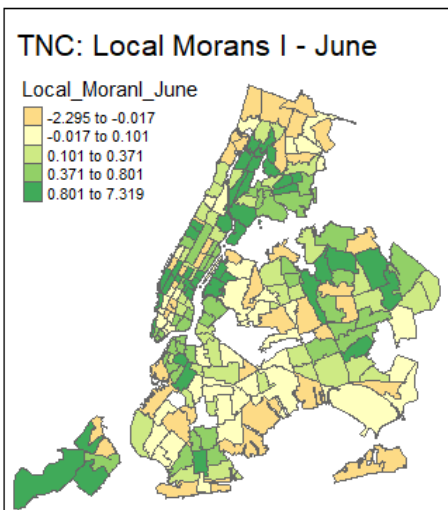 TNC: Local Morans I - June
Local_MoranI_June
-2.295 to -0.017
-0.017 to 0.101
0.101 to 0.371
0.371 to 0.801
0.801 to 7.319